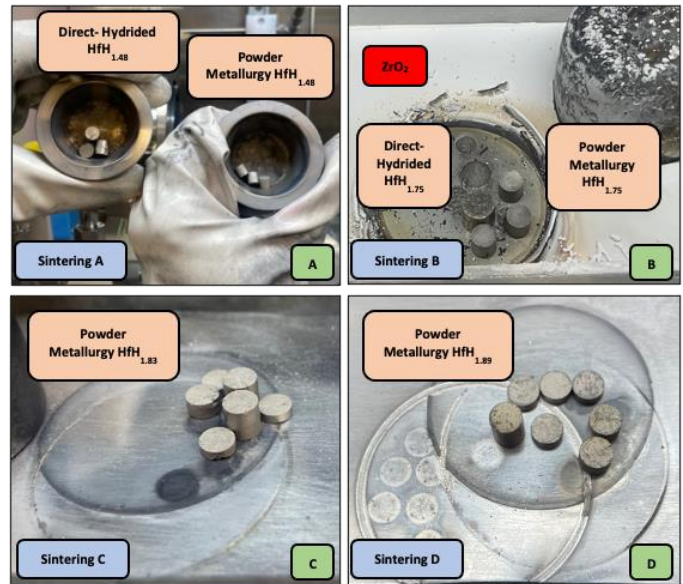 Direct- Hydrided
HfH1.48
Powder
Metallurgy HfH1.48
Sintering A
A
ZrO2
Direct-
Hydrided
HfH1.75
Powder
Metallurgy
HfH1.75
Sintering B
B
Powder
Metallurgy HfH1.83
Sintering C
C
Powder
Metallurgy HfH1.89
Sintering D
D